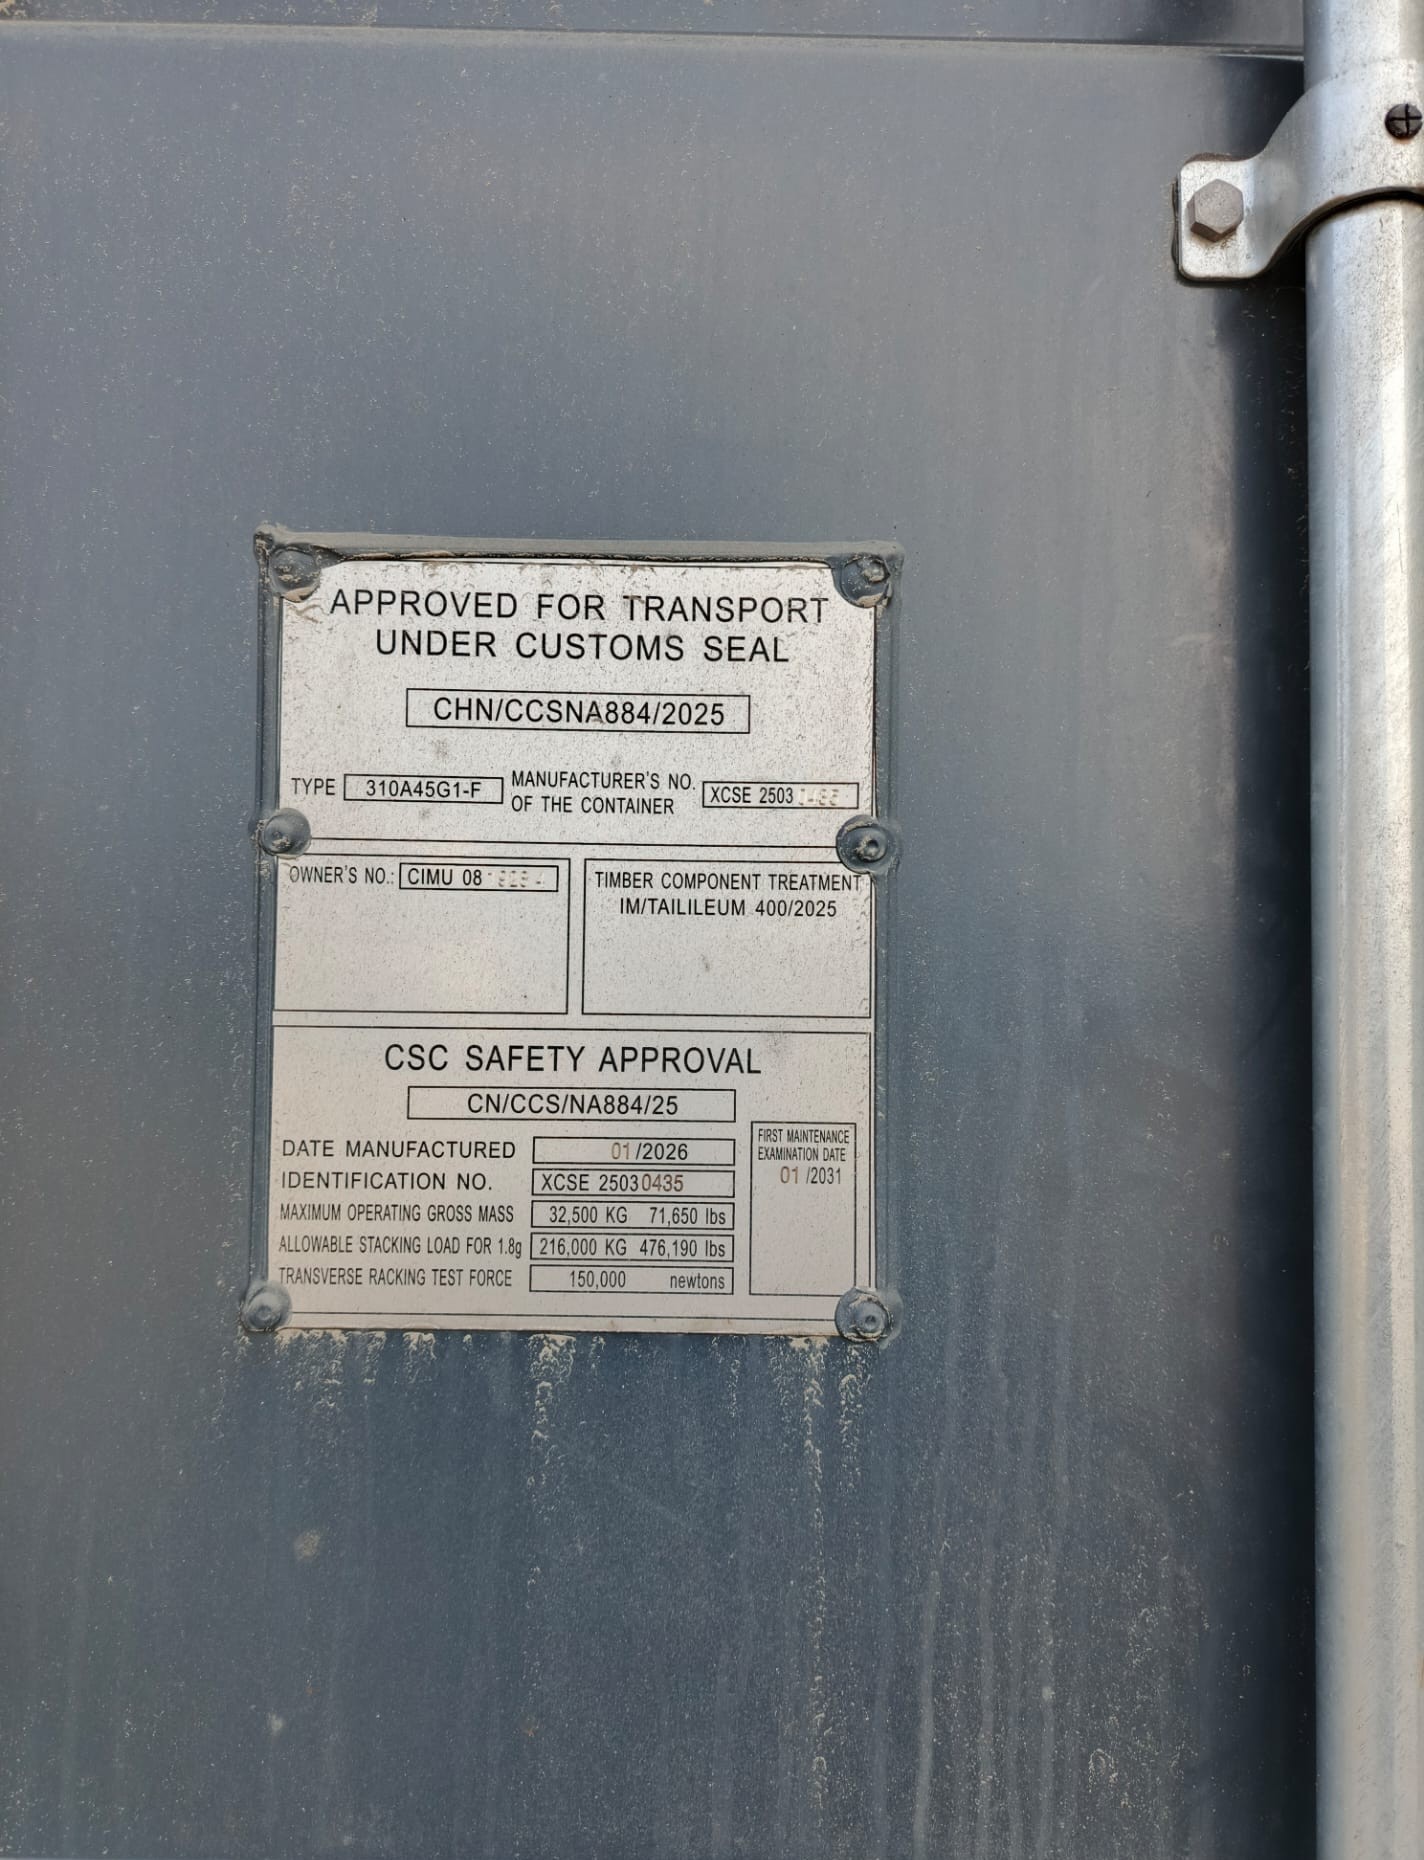 APPROVED FOR TRANSPORT
UNDER CUSTOMS SEAL
CHN/CCSNA884/2025
TYPE 310A45G1-F MANUFACTURER'S NO. OF THE CONTAINER XCSE 2503
OWNER'S NO.: CIMU 08
TIMBER COMPONENT TREATMENT
IM/TAILILEUM 400/2025
CSC SAFETY APPROVAL
CN/CCS/NA884/25
DATE MANUFACTURED 01/2026
IDENTIFICATION NO. XCSE 25030435
MAXIMUM OPERATING GROSS MASS 32,500 KG 71,650 lbs
ALLOWABLE STACKING LOAD FOR 1.8g 216,000 KG 476,190 lbs
TRANSVERSE RACKING TEST FORCE 150,000 newtons
FIRST MAINTENANCE
EXAMINATION DATE
01 /2031